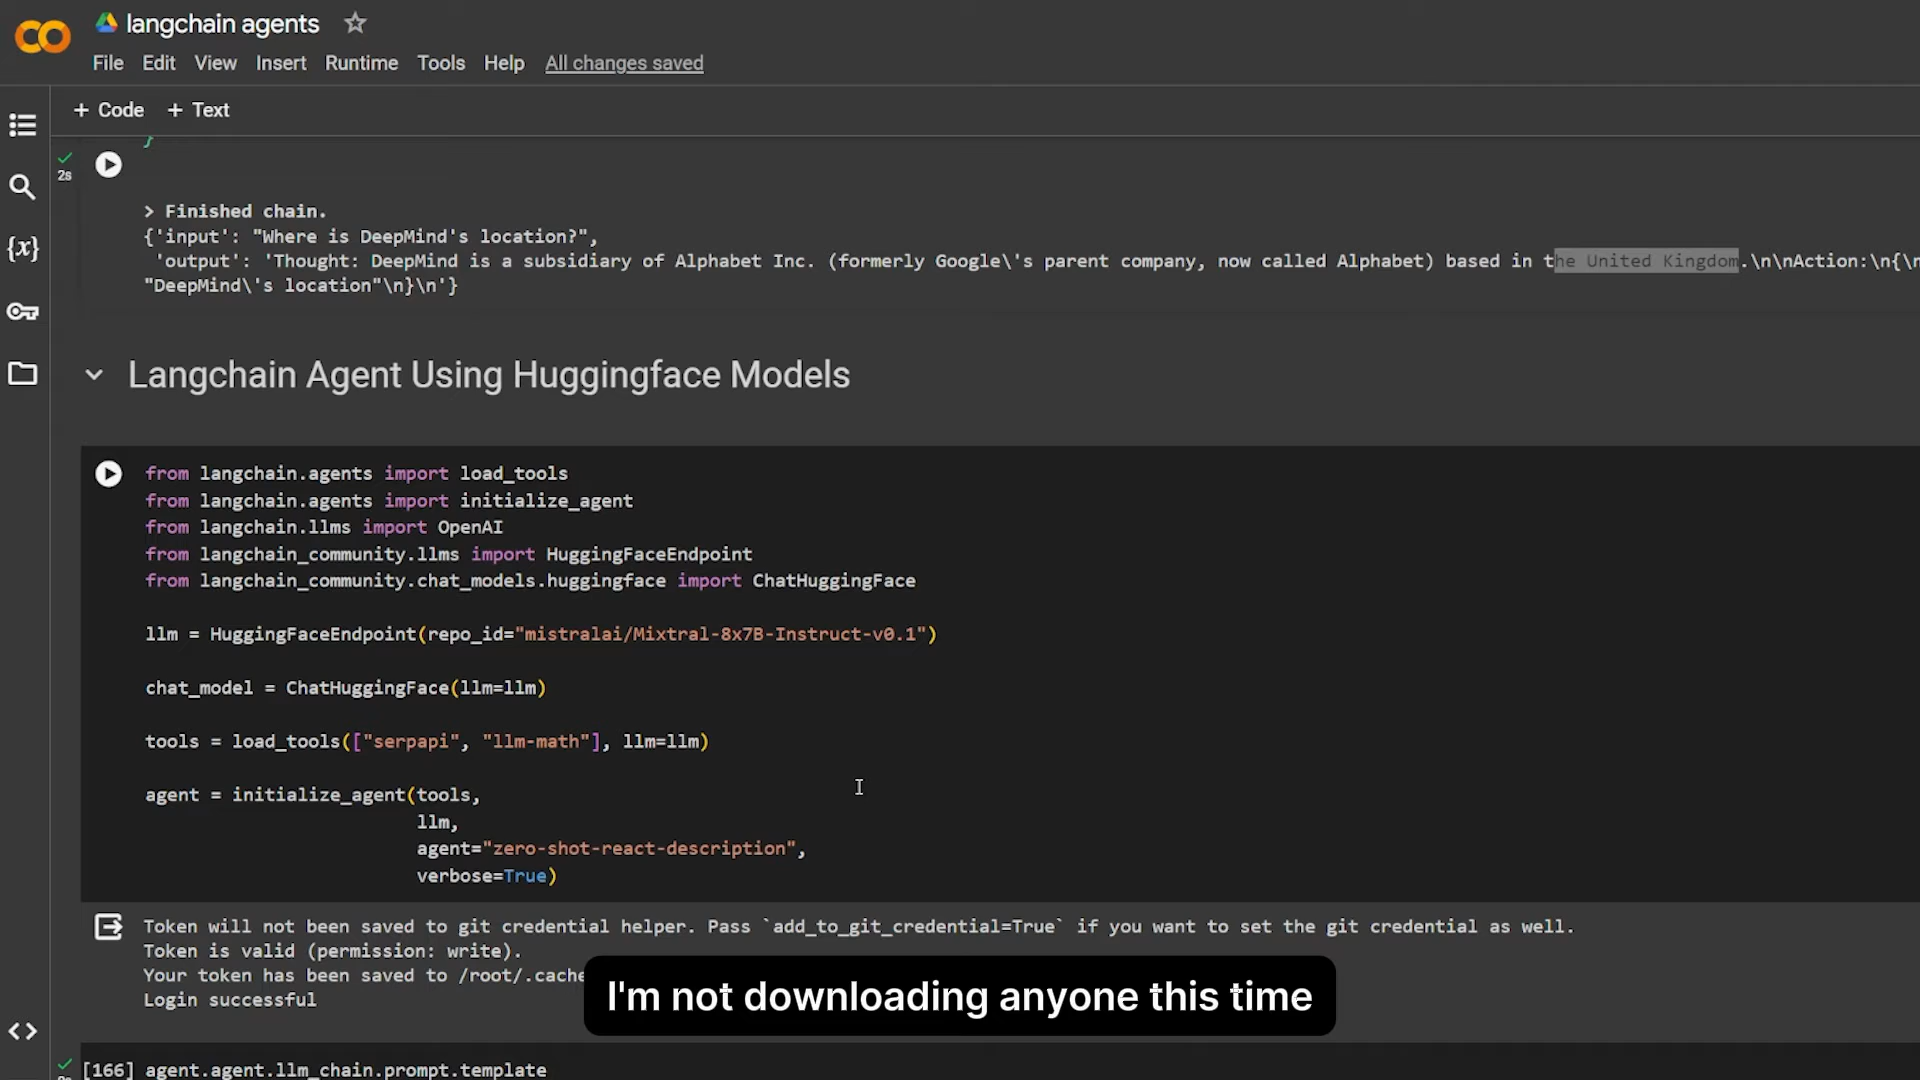 langchain agents
File Edit View Insert Runtime Tools Help All changes saved
+ Code + Text
}
2s
> Finished chain.
{'input': "Where is DeepMind's location?",
'output': 'Thought: DeepMind is a subsidiary of Alphabet Inc. (formerly Google\'s parent company, now called Alphabet) based in the United Kingdom.\n\nAction:\n{\n
"DeepMind\'s location"\n}\n'}
Langchain Agent Using Huggingface Models
from langchain.agents import load_tools
from langchain.agents import initialize_agent
from langchain.llms import OpenAI
from langchain_community.llms import HuggingFaceEndpoint
from langchain_community.chat_models.huggingface import ChatHuggingFace
llm = HuggingFaceEndpoint(repo_id="mistralai/Mixtral-8x7B-Instruct-v0.1")
chat_model = ChatHuggingFace(llm=llm)
tools = load_tools(["serpapi", "llm-math"], llm=llm)
agent = initialize_agent(tools,
llm,
agent="zero-shot-react-description",
verbose=True)
Token will not been saved to git credential helper. Pass `add_to_git_credential=True` if you want to set the git credential as well.
Token is valid (permission: write).
Your token has been saved to /root/.cache
Login successful
I'm not downloading anyone this time
[166] agent.agent.llm_chain.prompt.template